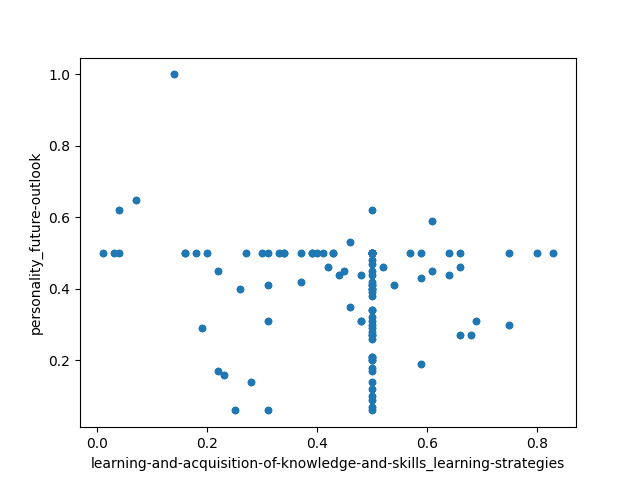 1.0
0.8
0.6
0.4
0.2
personality_future-outlook
0.0 0.2 0.4 0.6 0.8
learning-and-acquisition-of-knowledge-and-skills_learning-strategies